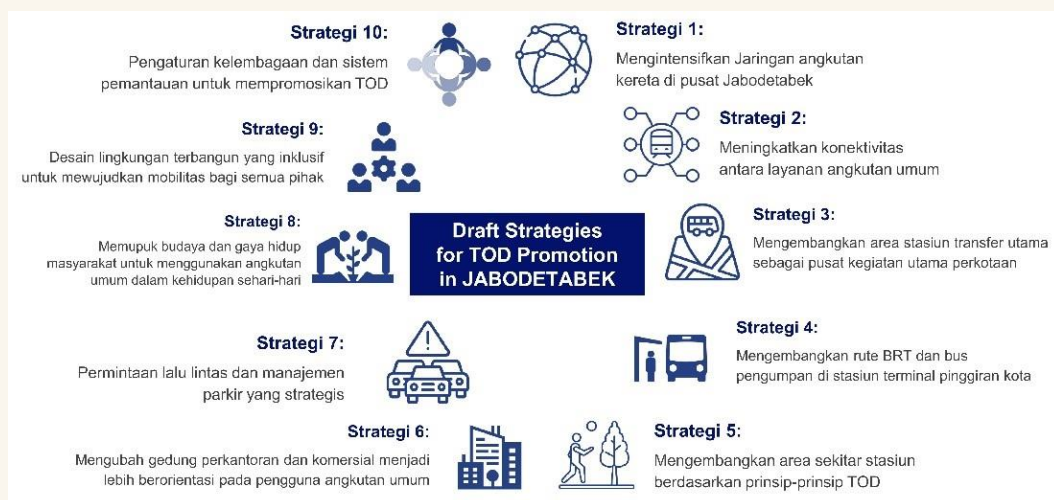 Draft Strategies
for TOD Promotion
in JABODETABEK
Strategi 1:
Mengintensifkan Jaringan angkutan
kereta di pusat Jabodetabek
Strategi 2:
Meningkatkan konektivitas
antara layanan angkutan umum
Strategi 3:
Mengembangkan area stasiun transfer utama
sebagai pusat kegiatan utama perkotaan
Strategi 4:
Mengembangkan rute BRT dan bus
pengumpan di stasiun terminal pinggiran kota
Strategi 5:
Mengembangkan area sekitar stasiun
berdasarkan prinsip-prinsip TOD
Strategi 6:
Mengubah gedung perkantoran dan komersial menjadi
lebih berorientasi pada pengguna angkutan umum
Strategi 7:
Permintaan lalu lintas dan manajemen
parkir yang strategis
Strategi 8:
Memupuk budaya dan gaya hidup
masyarakat untuk menggunakan angkutan
umum dalam kehidupan sehari-hari
Strategi 9:
Desain lingkungan terbangun yang inklusif
untuk mewujudkan mobilitas bagi semua pihak
Strategi 10:
Pengaturan kelembagaan dan sistem
pemantauan untuk mempromosikan TOD